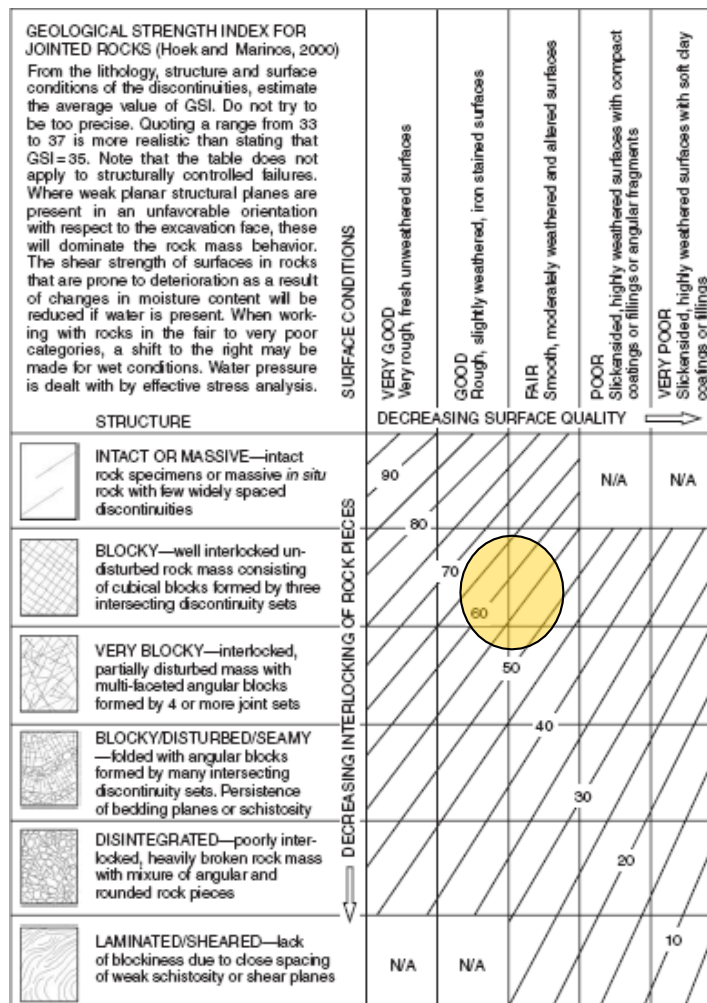 GEOLOGICAL STRENGTH INDEX FOR
JOINTED ROCKS (Hoek and Marinos, 2000)
From the lithology, structure and surface
conditions of the discontinuities, estimate
the average value of GSI. Do not try to
be too precise. Quoting a range from 33
to 37 is more realistic than stating that
GSI=35. Note that the table does not
apply to structurally controlled failures.
Where weak planar structural planes are
present in an unfavorable orientation
with respect to the excavation face, these
will dominate the rock mass behavior.
The shear strength of surfaces in rocks
that are prone to deterioration as a result
of changes in moisture content will be
reduced if water is present. When work-
ing with rocks in the fair to very poor
categories, a shift to the right may be
made for wet conditions. Water pressure
is dealt with by effective stress analysis.
SURFACE CONDITIONS
VERY GOOD
Very rough, fresh unweathered surfaces
GOOD
Rough, slightly weathered, iron stained surfaces
FAIR
Smooth, moderately weathered and altered surfaces
POOR
Slickensided, highly weathered surfaces with compact
coatings or fillings or angular fragments
VERY POOR
Slickensided, highly weathered surfaces with soft clay
coatings or fillings
STRUCTURE
DECREASING SURFACE QUALITY
DECREASING INTERLOCKING OF ROCK PIECES
INTACT OR MASSIVE—intact
rock specimens or massive in situ
rock with few widely spaced
discontinuities
90
N/A
N/A
80
BLOCKY—well interlocked un-
disturbed rock mass consisting
of cubical blocks formed by three
intersecting discontinuity sets
70
60
VERY BLOCKY—interlocked,
partially disturbed mass with
multi-faceted angular blocks
formed by 4 or more joint sets
50
40
BLOCKY/DISTURBED/SEAMY
—folded with angular blocks
formed by many intersecting
discontinuity sets. Persistence
of bedding planes or schistosity
30
DISINTEGRATED—poorly inter-
locked, heavily broken rock mass
with mixture of angular and
rounded rock pieces
20
LAMINATED/SHEARED—lack
of blockiness due to close spacing
of weak schistosity or shear planes
N/A
N/A
10